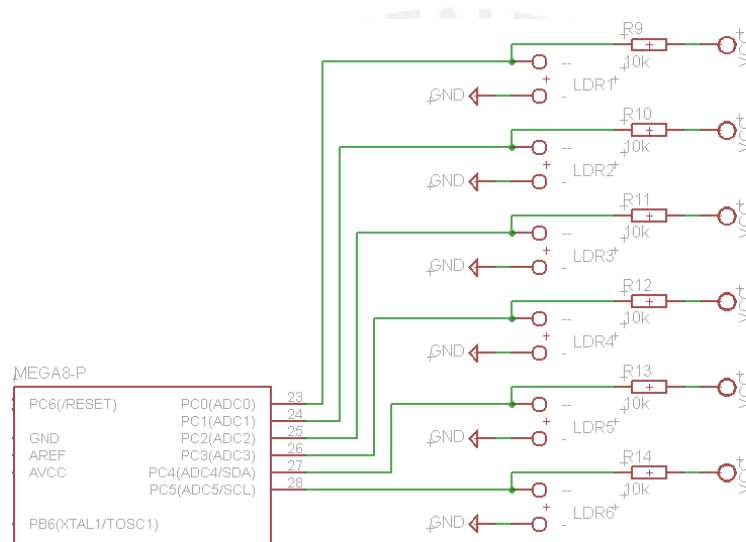 R9
10k
--
-
LDR1
GND
R10
10k
--
-
LDR2
GND
R11
10k
--
-
LDR3
GND
R12
10k
--
-
LDR4
GND
R13
10k
--
-
LDR5
GND
R14
10k
--
-
LDR6
GND
MEGA8-P
PC6(/RESET) PC0(ADC0) 23
PC1(ADC1) 24
GND PC2(ADC2) 25
AREF PC3(ADC3) 26
AVCC PC4(ADC4/SDA) 27
PC5(ADC5/SCL) 28
PB6(XTAL1/TOSC1)